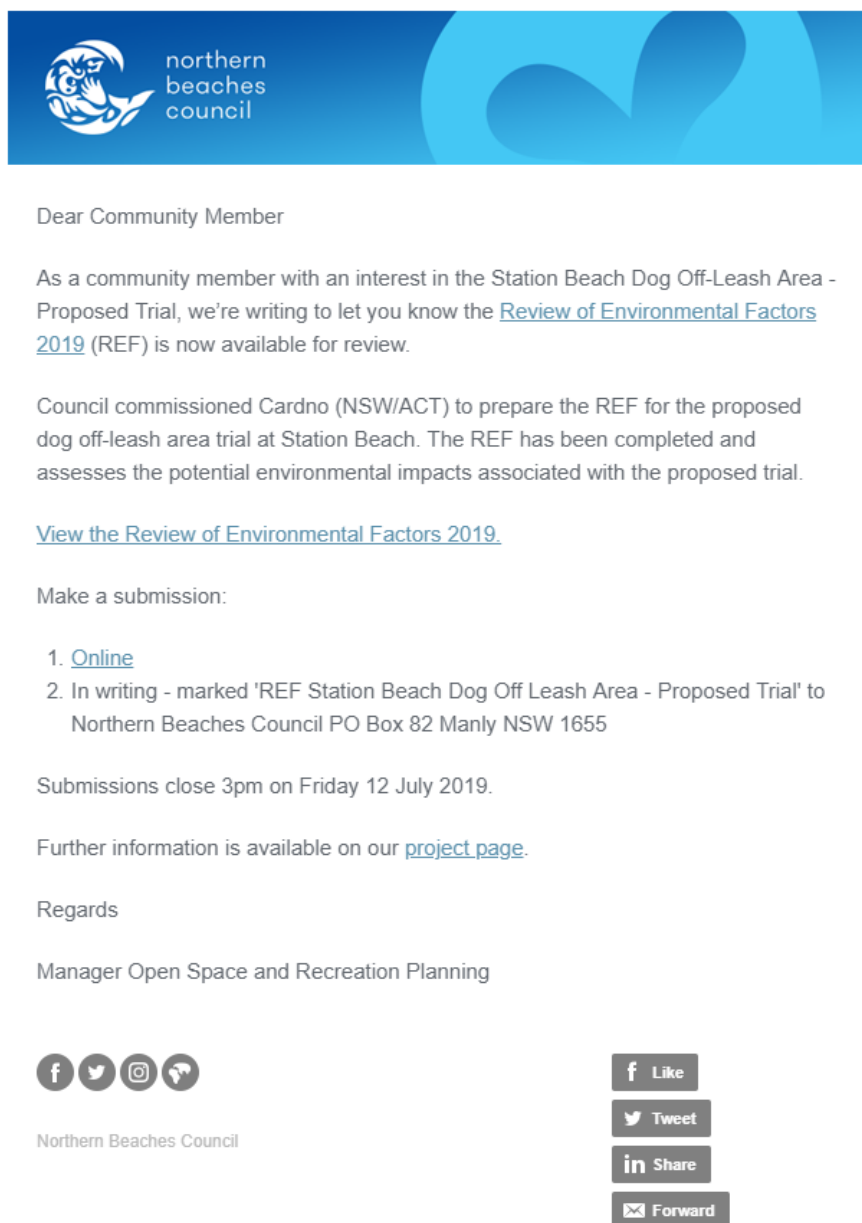 northern
beaches
council
Dear Community Member
As a community member with an interest in the Station Beach Dog Off-Leash Area -
Proposed Trial, we're writing to let you know the Review of Environmental Factors
2019 (REF) is now available for review.
Council commissioned Cardno (NSW/ACT) to prepare the REF for the proposed
dog off-leash area trial at Station Beach. The REF has been completed and
assesses the potential environmental impacts associated with the proposed trial.
View the Review of Environmental Factors 2019.
Make a submission:
1. Online
2. In writing - marked 'REF Station Beach Dog Off Leash Area - Proposed Trial' to
Northern Beaches Council PO Box 82 Manly NSW 1655
Submissions close 3pm on Friday 12 July 2019.
Further information is available on our project page.
Regards
Manager Open Space and Recreation Planning
Like
Tweet
Northern Beaches Council
Share
Forward